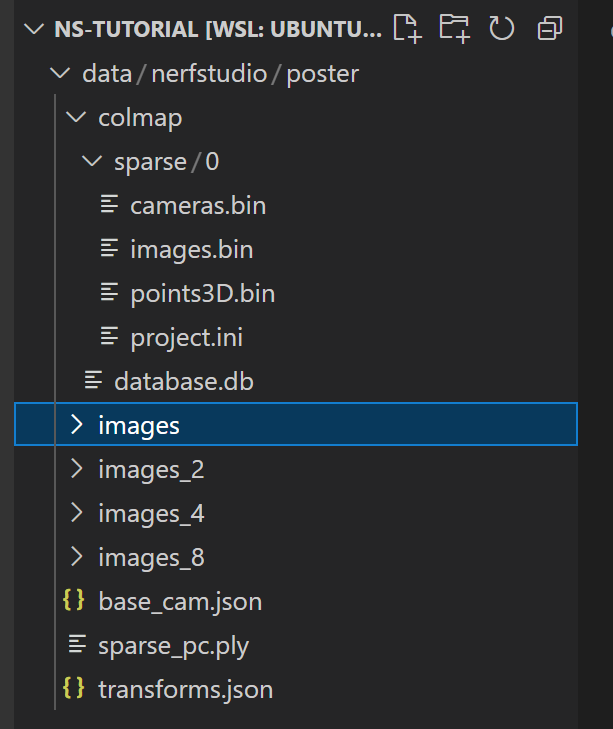 NS-TUTORIAL [WSL: UBUNTU...
data/nerfstudio/poster
colmap
sparse/0
cameras.bin
images.bin
points3D.bin
project.ini
database.db
images
images_2
images_4
images_8
{} base_cam.json
sparse_pc.ply
{} transforms.json